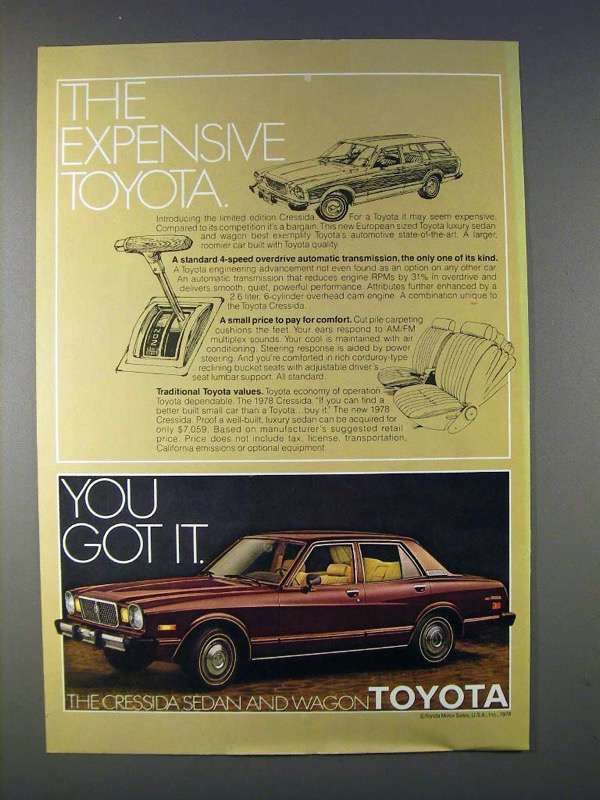 THE
EXPENSIVE
TOYOTA.
Introducing the limited edition Cressida. For a Toyota it may seem expensive.
Compared to its competition it's a bargain. This new European sized Toyota luxury sedan
and wagon best exemplify Toyota's automotive state-of-the-art. A larger,
roomier car built with Toyota quality.
A standard 4-speed overdrive automatic transmission, the only one of its kind.
A Toyota engineering advancement not even found as an option on any other car.
An automatic transmission that reduces engine RPMs by 31% in overdrive and
delivers smooth, quiet, powerful performance. Attributes further enhanced by a
2.6 liter, 6-cylinder overhead cam engine. A combination unique to
the Toyota Cressida.
A small price to pay for comfort. Cut pile carpeting
cushions the feet. Your ears respond to AM/FM
multiplex sounds. Your cool is maintained with air
conditioning. Steering response is aided by power
steering. And you're comforted in rich corduroy-type
reclining bucket seats with adjustable driver's
seat lumbar support. All standard.
Traditional Toyota values. Toyota economy of operation.
Toyota dependable. The 1978 Cressida. "If you can find a
better built small car than a Toyota...buy it." The new 1978
Cressida. Proof a well-built, luxury sedan can be acquired for
only $7,059. Based on manufacturer's suggested retail
price. Price does not include tax, license, transportation,
California emissions or optional equipment.
YOU
GOT IT.
THE CRESSIDA SEDAN AND WAGON TOYOTA
©Toyota Motor Sales, U.S.A., Inc., 1978